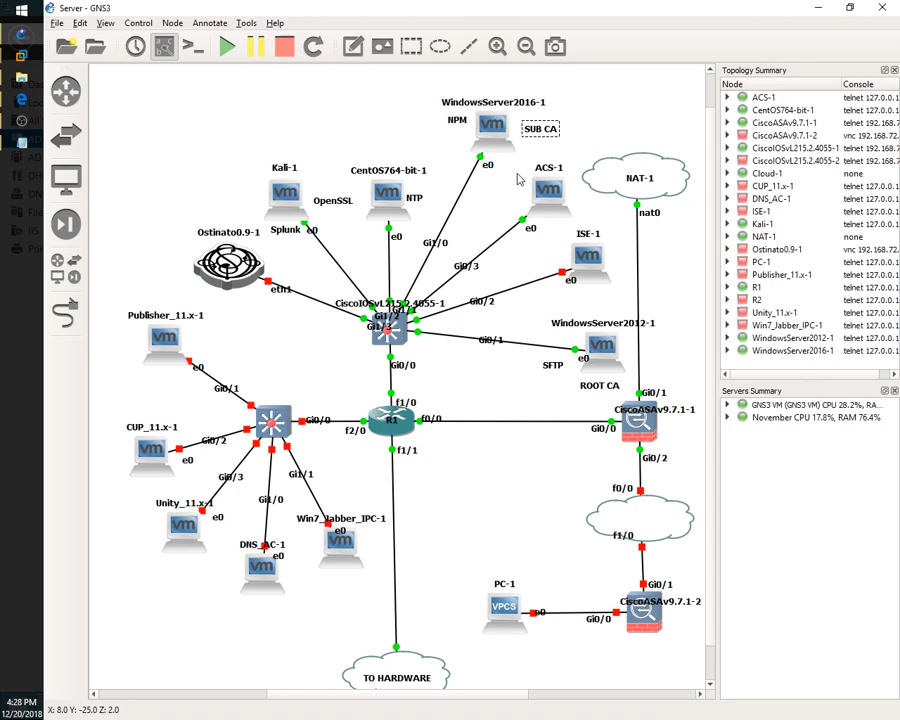 Server - GNS3
File Edit View Control Node Annotate Tools Help
WindowsServer2016-1
NPM
SUB CA
e0
Kali-1
OpenSSL
Splunk e0
CentOS764-bit-1
NTP
e0
ACS-1
e0
NAT-1
nat0
Ostinato0.9-1
eth1
Gi1/0
Gi0/3
ISE-1
e0
Gi0/2
CiscoIOSvL215.2.4055-1
Gi1/1
Gi1/2
Gi1/3
Gi0/1
WindowsServer2012-1
e0
SFTP
ROOT CA
Publisher_11.x-1
e0
Gi0/0
Gi0/1
f1/0
Gi0/1
CiscoASAv9.7.1-1
CUP_11.x-1
e0
Gi0/2
Gi0/0
f2/0
R1
f0/0
Gi0/0
f1/1
Gi0/2
Gi0/3
Gi1/1
Gi1/0
Unity_11.x-1
e0
Win7_Jabber_IPC-1
e0
DNS_AC-1
e0
f0/0
f1/0
PC-1
VPCS
e0
Gi0/0
Gi0/1
CiscoASAv9.7.1-2
TO HARDWARE
Topology Summary
Node Console
ACS-1 telnet 127.0.0.1
CentOS764-bit-1 telnet 127.0.0.1
CiscoASAv9.7.1-1 telnet 192.168.72
CiscoASAv9.7.1-2 vnc 192.168.72.
CiscoIOSvL215.2.4055-1 telnet 192.168.72
CiscoIOSvL215.2.4055-2 telnet 192.168.72
Cloud-1 none
CUP_11.x-1 telnet 127.0.0.1
DNS_AC-1 telnet 127.0.0.1
ISE-1 telnet 127.0.0.1
Kali-1 telnet 127.0.0.1
NAT-1 none
Ostinato0.9-1 vnc 192.168.72.
PC-1 telnet 192.168.72
Publisher_11.x-1 telnet 127.0.0.1
R1 telnet 127.0.0.1
R2 telnet 127.0.0.1
Unity_11.x-1 telnet 127.0.0.1
Win7_Jabber_IPC-1 telnet 127.0.0.1
WindowsServer2012-1 telnet 127.0.0.1
WindowsServer2016-1 telnet 127.0.0.1
Servers Summary
GNS3 VM (GNS3 VM) CPU 28.2%, RA...
November CPU 17.8%, RAM 76.4%
4:28 PM
12/20/2018
X: 8.0 Y: -25.0 Z: 2.0